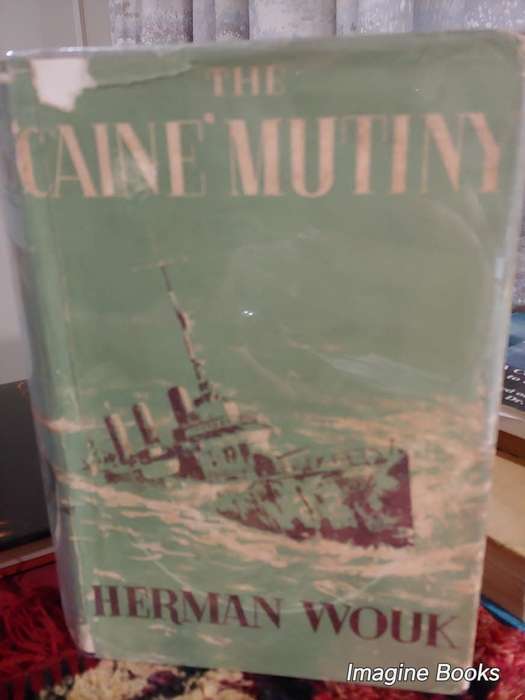 THE
"CAINE" MUTINY
HERMAN WOUK
Imagine Books